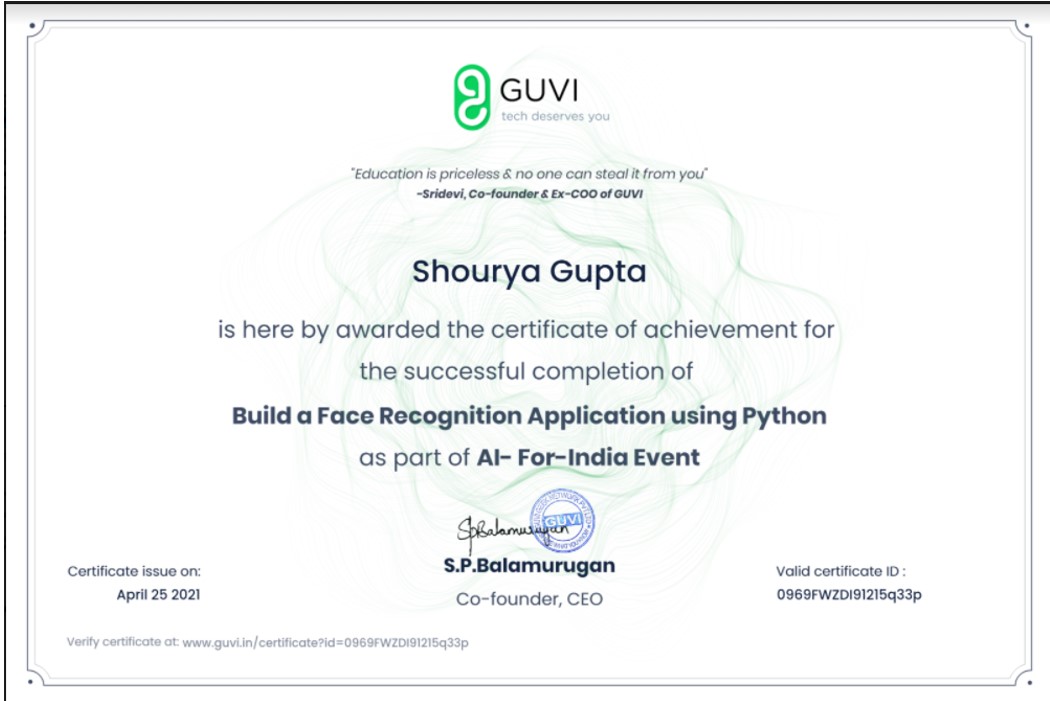 GUVI
tech deserves you
"Education is priceless & no one can steal it from you"
-Sridevi, Co-founder & Ex-COO of GUVI
Shourya Gupta
is here by awarded the certificate of achievement for
the successful completion of
Build a Face Recognition Application using Python
as part of AI- For-India Event
SpBalamurugan
GUVI
S.P.Balamurugan
Co-founder, CEO
Certificate issue on:
April 25 2021
Valid certificate ID :
0969FWZDI91215q33p
Verify certificate at: www.guvi.in/certificate?id=0969FWZDI91215q33p